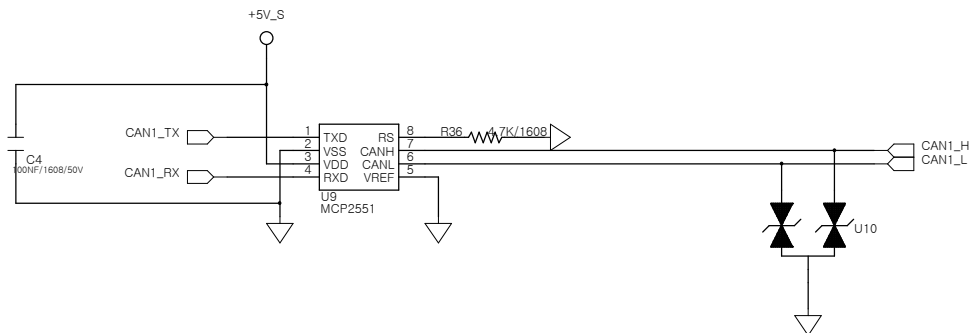 +5V_S
CAN1_TX
1 TXD RS 8
2 VSS CANH 7
3 VDD CANL 6
4 RXD VREF 5
R36 4.7K/1608
CAN1_H
CAN1_L
C4
100NF/1608/50V
CAN1_RX
U9
MCP2551
U10